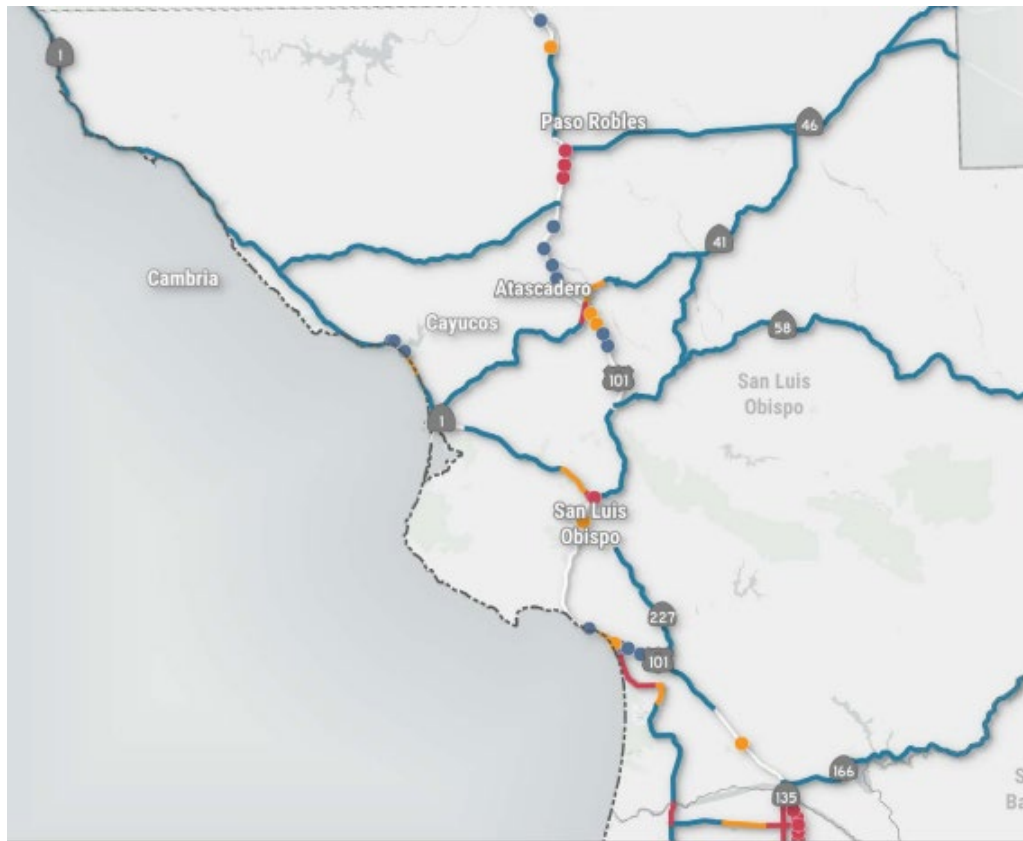 1
Paso Robles
46
41
Cambria
Atascadero
Cayucos
58
101
San Luis
Obispo
1
San Luis
Obispo
227
101
166
135
S
Ba